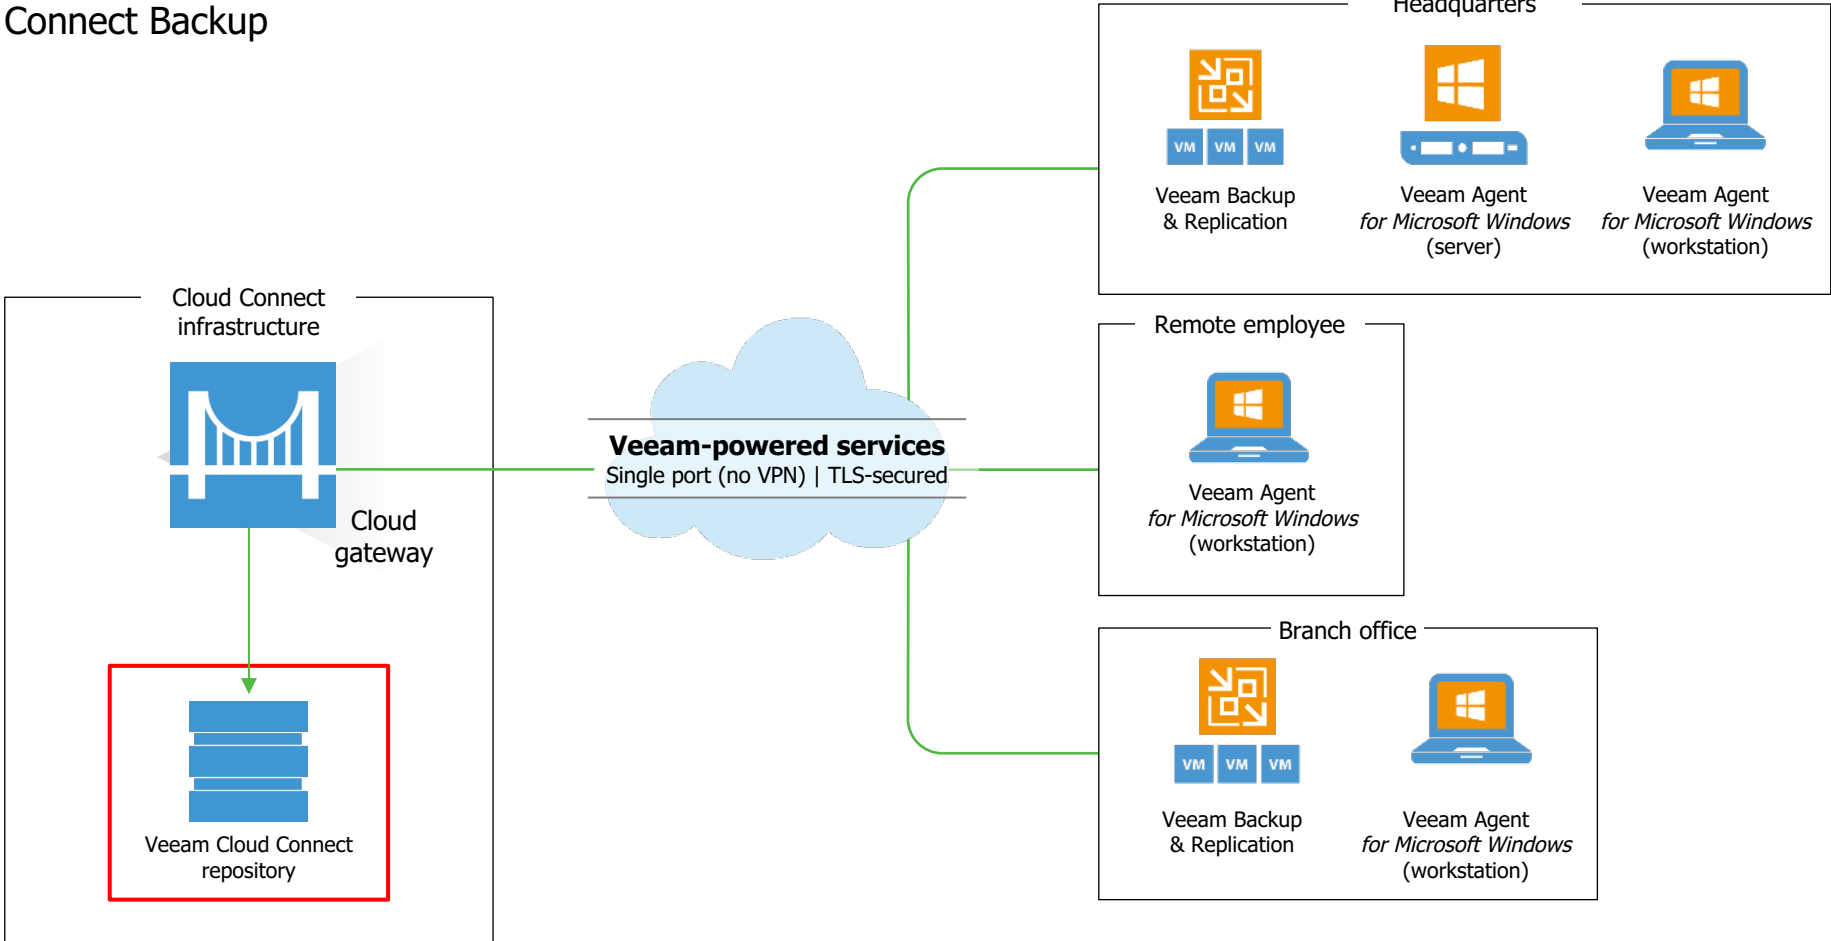 Connect Backup
Headquarters
VM VM VM
Veeam Backup
& Replication
Veeam Agent
for Microsoft Windows
(server)
Veeam Agent
for Microsoft Windows
(workstation)
Cloud Connect
infrastructure
Cloud
gateway
Veeam Cloud Connect
repository
Veeam-powered services
Single port (no VPN) | TLS-secured
Remote employee
Veeam Agent
for Microsoft Windows
(workstation)
Branch office
VM VM VM
Veeam Backup
& Replication
Veeam Agent
for Microsoft Windows
(workstation)